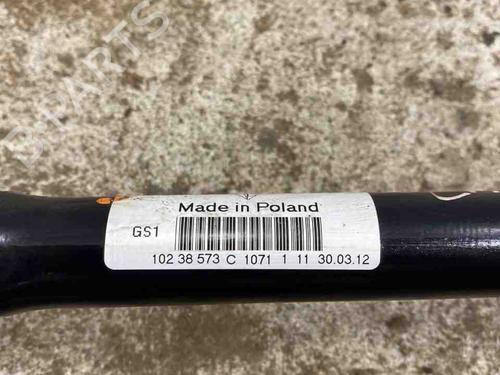 B-PARTS
Made in Poland
GS1
102 38 573 C 1071 1 11 30.03.12